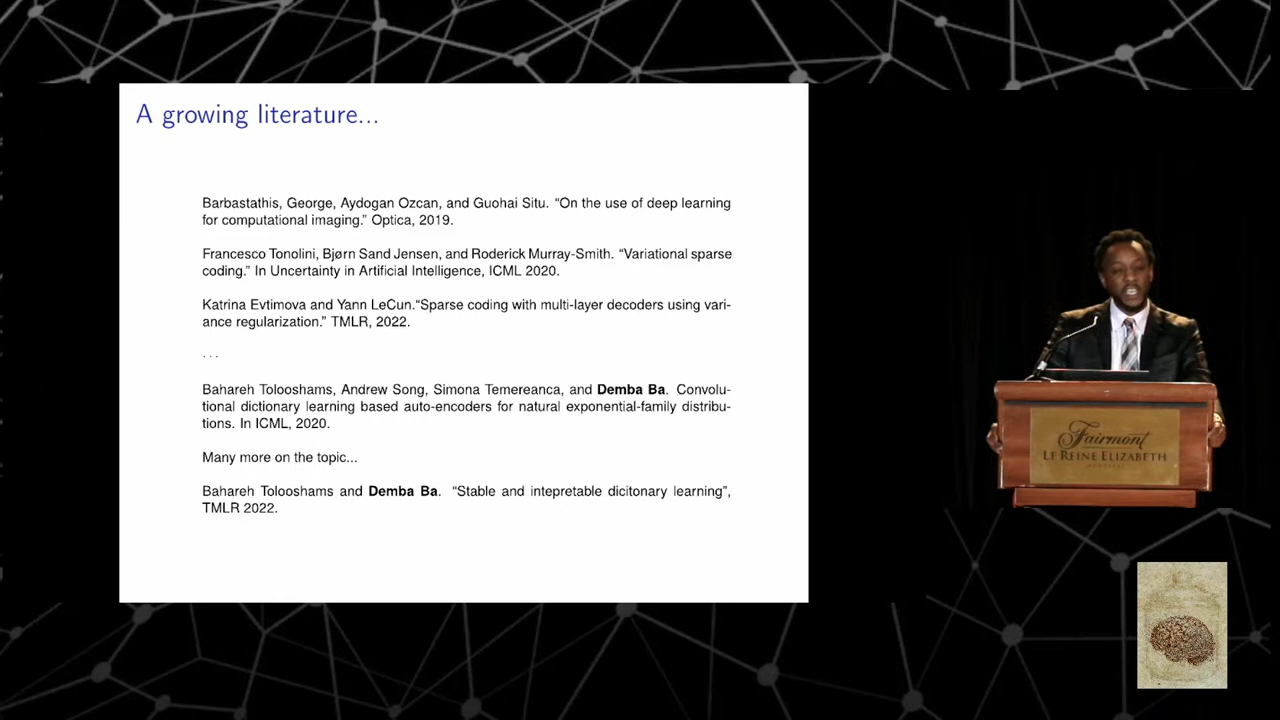 A growing literature...
Barbastathis, George, Aydogan Ozcan, and Guohai Situ. “On the use of deep learning
for computational imaging.” Optica, 2019.
Francesco Tonolini, Bjørn Sand Jensen, and Roderick Murray-Smith. “Variational sparse
coding.” In Uncertainty in Artificial Intelligence, ICML 2020.
Katrina Evtimova and Yann LeCun.“Sparse coding with multi-layer decoders using vari-
ance regularization.” TMLR, 2022.
. . .
Bahareh Tolooshams, Andrew Song, Simona Temereanca, and Demba Ba. Convolu-
tional dictionary learning based auto-encoders for natural exponential-family distribu-
tions. In ICML, 2020.
Many more on the topic...
Bahareh Tolooshams and Demba Ba. “Stable and intepretable dicitonary learning”,
TMLR 2022.
Fairmont
LE REINE ELIZABETH